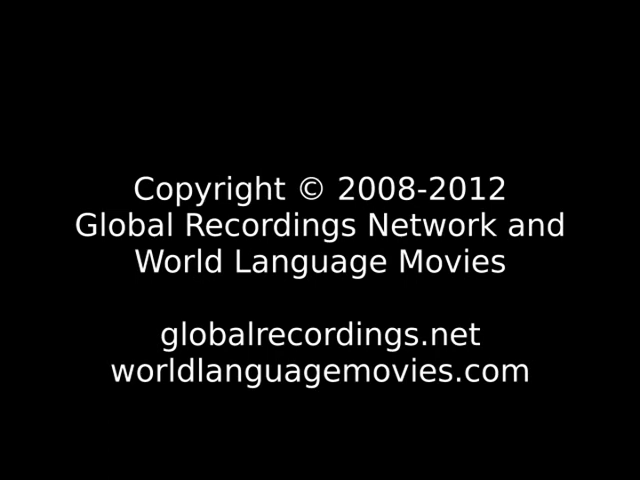 Copyright © 2008-2012
Global Recordings Network and
World Language Movies
globalrecordings.net
worldlanguagemovies.com